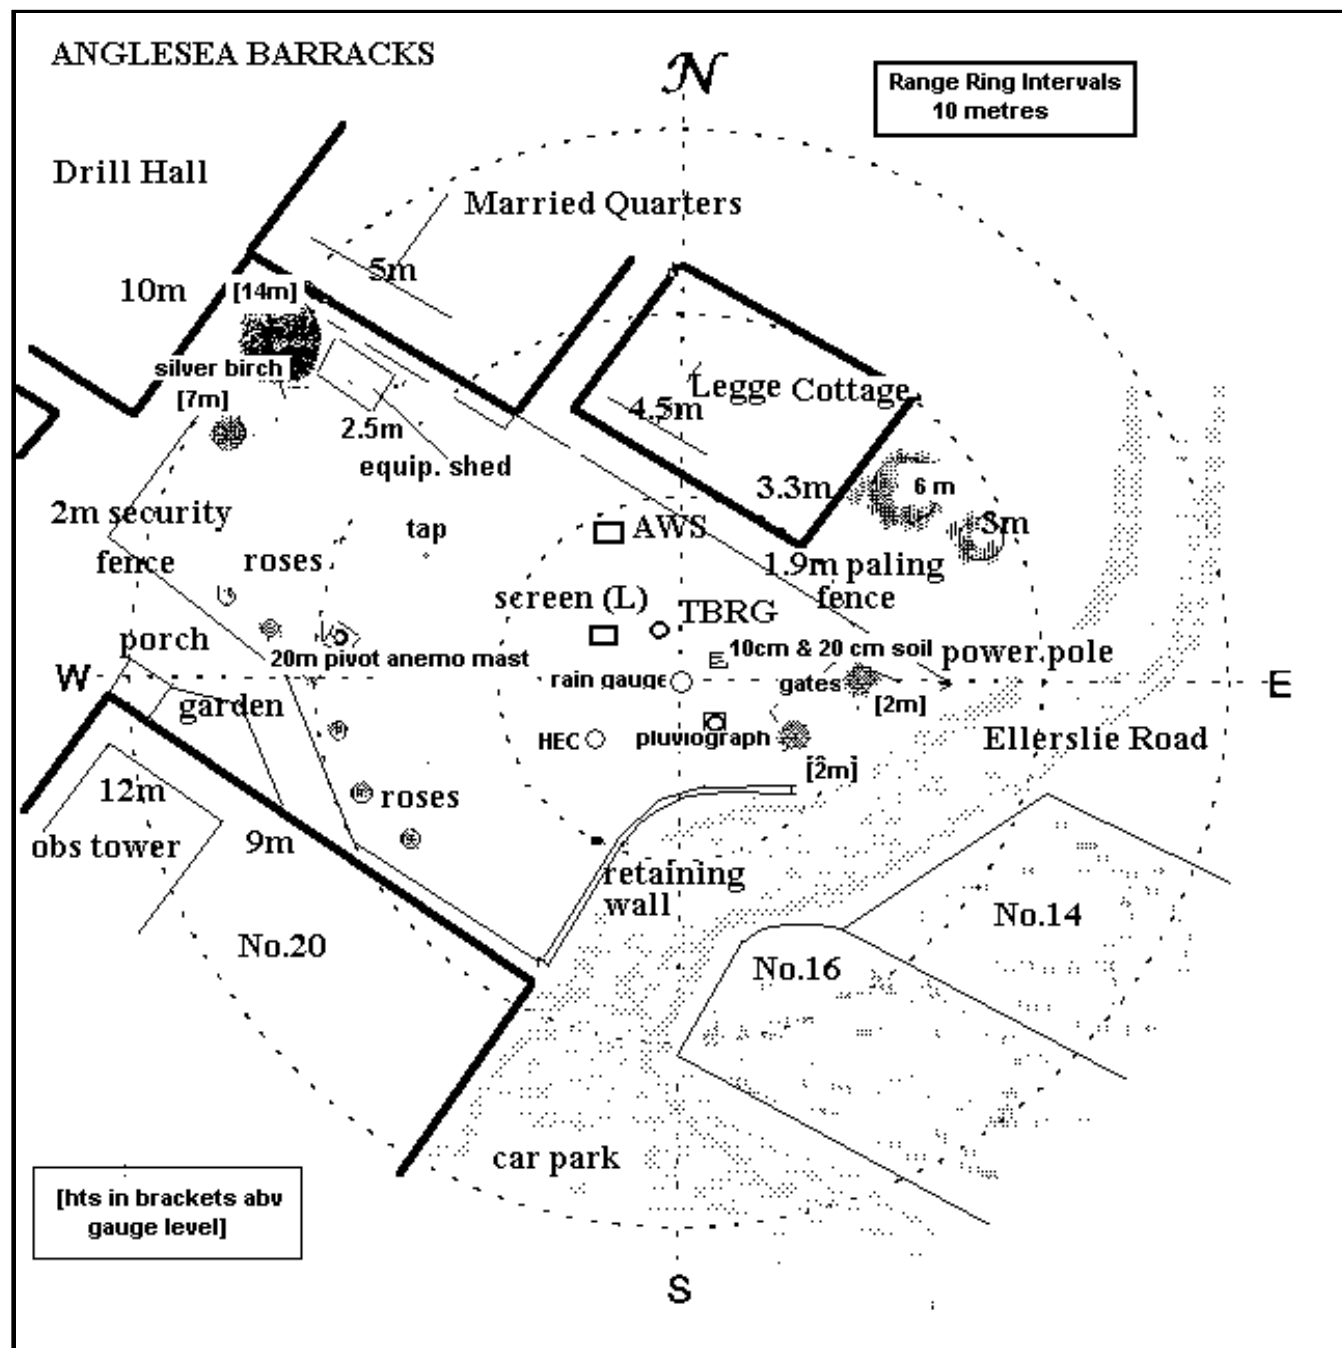 ANGLESEA BARRACKS
N
Range Ring Intervals
10 metres
Drill Hall
Married Quarters
5m
10m
[14m]
silver birch
[7m]
2.5m
equip. shed
Legge Cottage
4.5m
3.3m
6 m
3m
2m security
fence
roses
tap
AWS
1.9m paling
fence
screen (L)
TBRG
porch
20m pivot anemo mast
10cm & 20 cm soil
power pole
W
rain gauge
gates
E
garden
[2m]
HEC
pluviograph
Ellerslie Road
[2m]
12m
roses
obs tower
9m
retaining
wall
No.14
No.20
No.16
car park
[hts in brackets abv
gauge level]
S